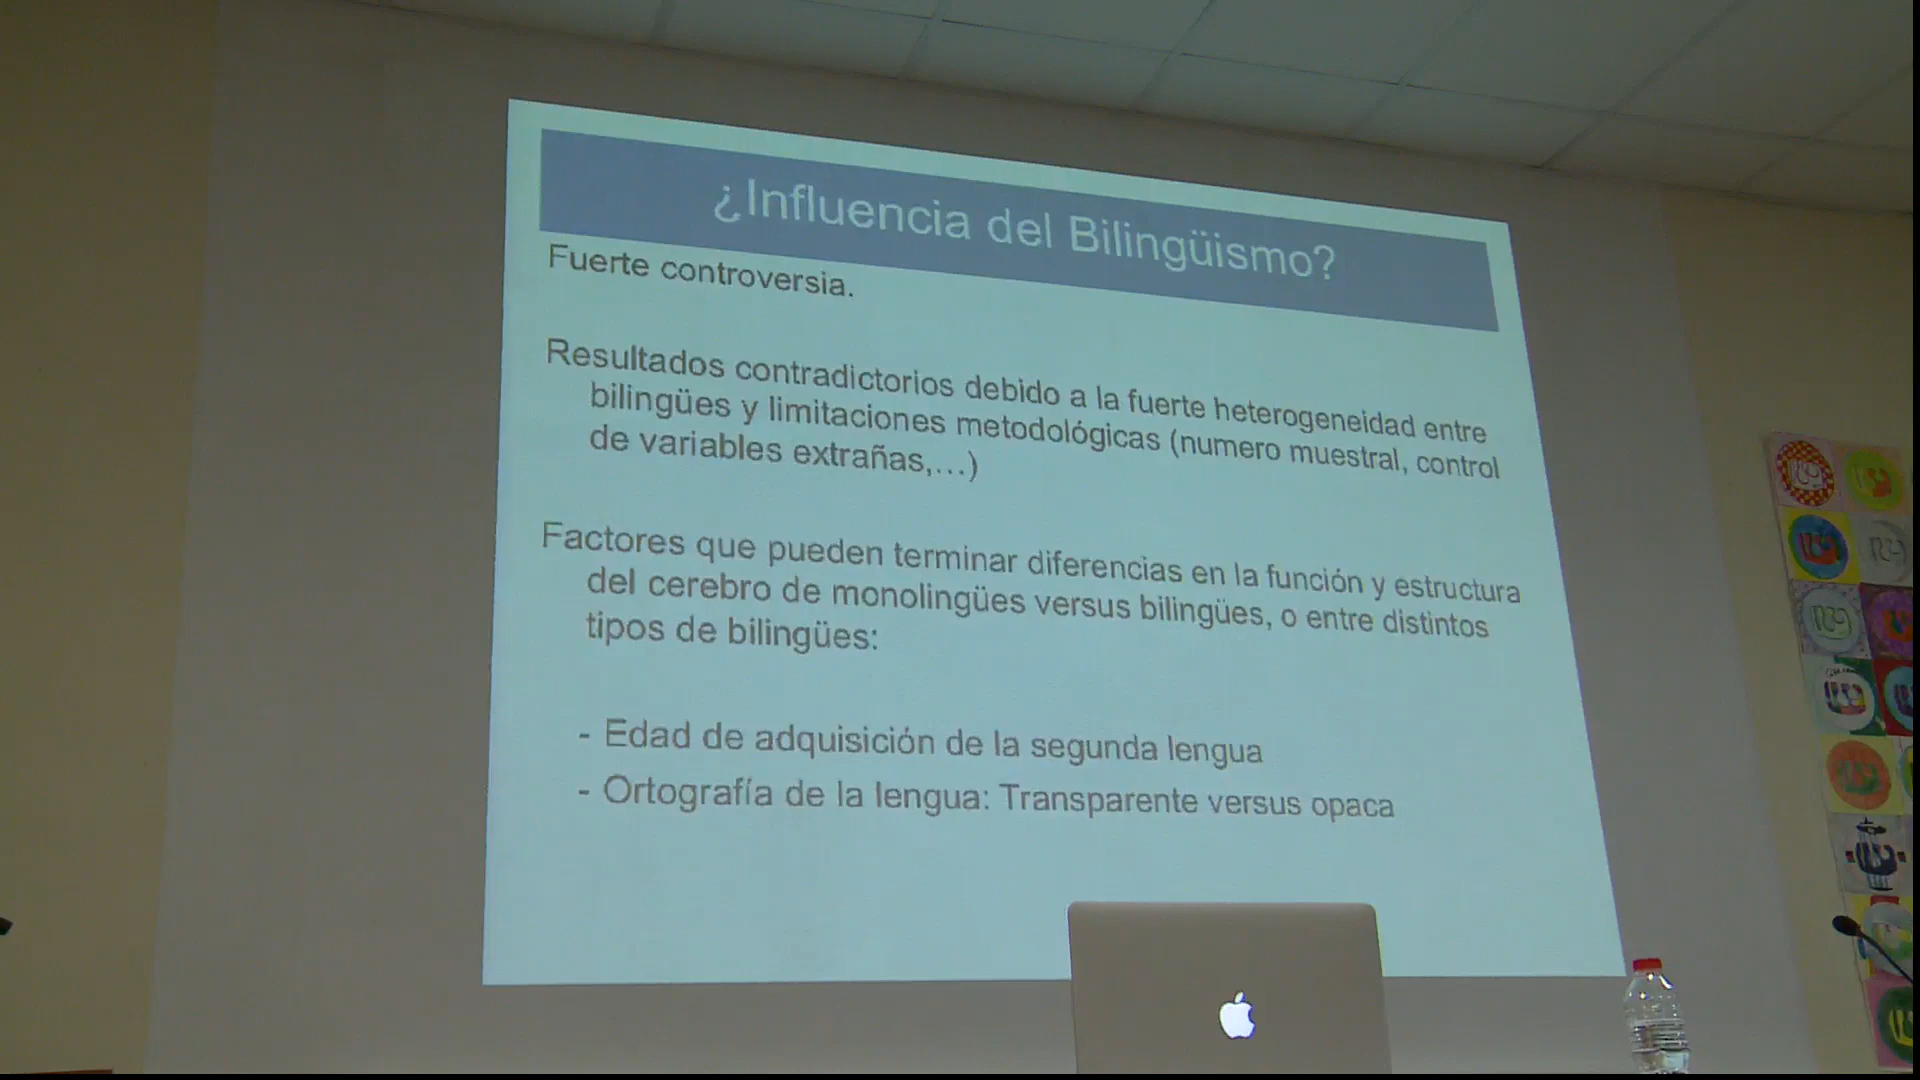 ¿Influencia del Bilingüismo?
Fuerte controversia.
Resultados contradictorios debido a la fuerte heterogeneidad entre
bilingües y limitaciones metodológicas (numero muestral, control
de variables extrañas,...)
Factores que pueden terminar diferencias en la función y estructura
del cerebro de monolingües versus bilingües, o entre distintos
tipos de bilingües:
- Edad de adquisición de la segunda lengua
- Ortografía de la lengua: Transparente versus opaca